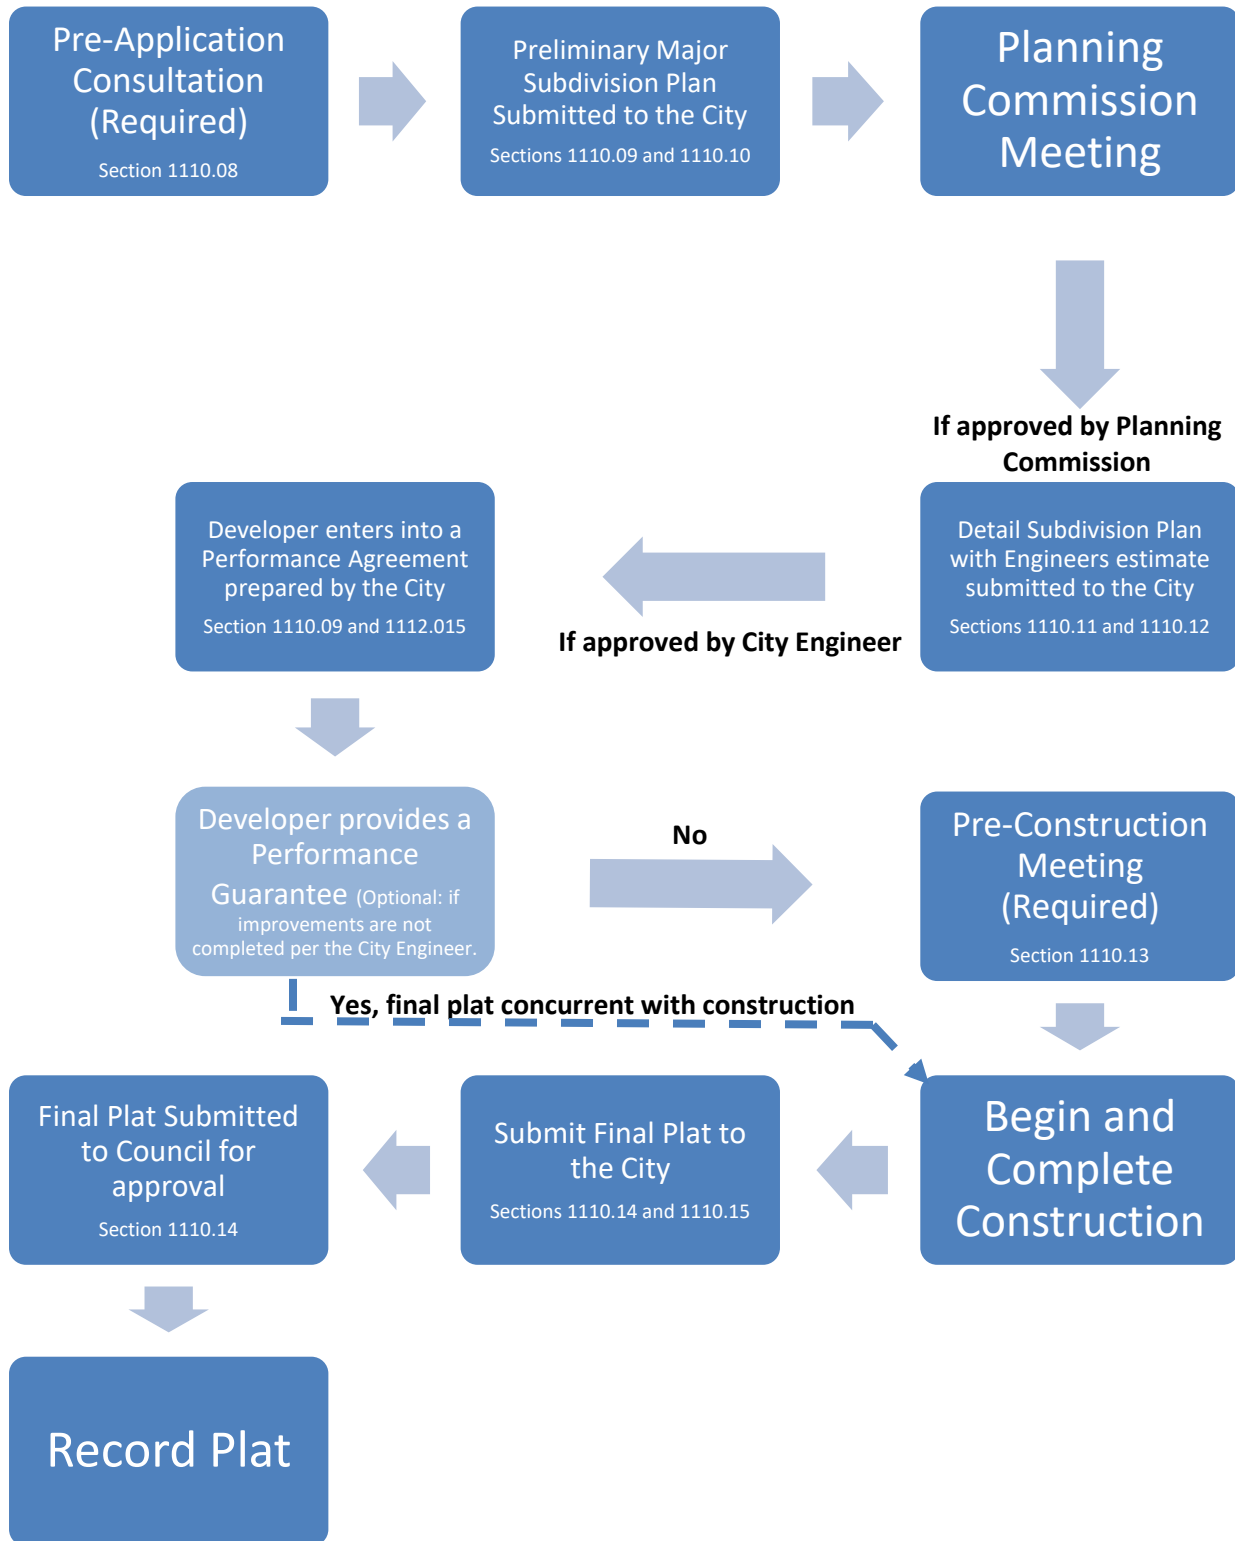 Pre-Application
Consultation
(Required)
Section 1110.08
Preliminary Major
Subdivision Plan
Submitted to the City
Sections 1110.09 and 1110.10
Planning
Commission
Meeting
If approved by Planning
Commission
Detail Subdivision Plan
with Engineers estimate
submitted to the City
Sections 1110.11 and 1110.12
If approved by City Engineer
Developer enters into a
Performance Agreement
prepared by the City
Section 1110.09 and 1112.015
Developer provides a
Performance
Guarantee (Optional: if
improvements are not
completed per the City Engineer.
No
Pre-Construction
Meeting
(Required)
Section 1110.13
Yes, final plat concurrent with construction
Begin and
Complete
Construction
Submit Final Plat to
the City
Sections 1110.14 and 1110.15
Final Plat Submitted
to Council for
approval
Section 1110.14
Record Plat